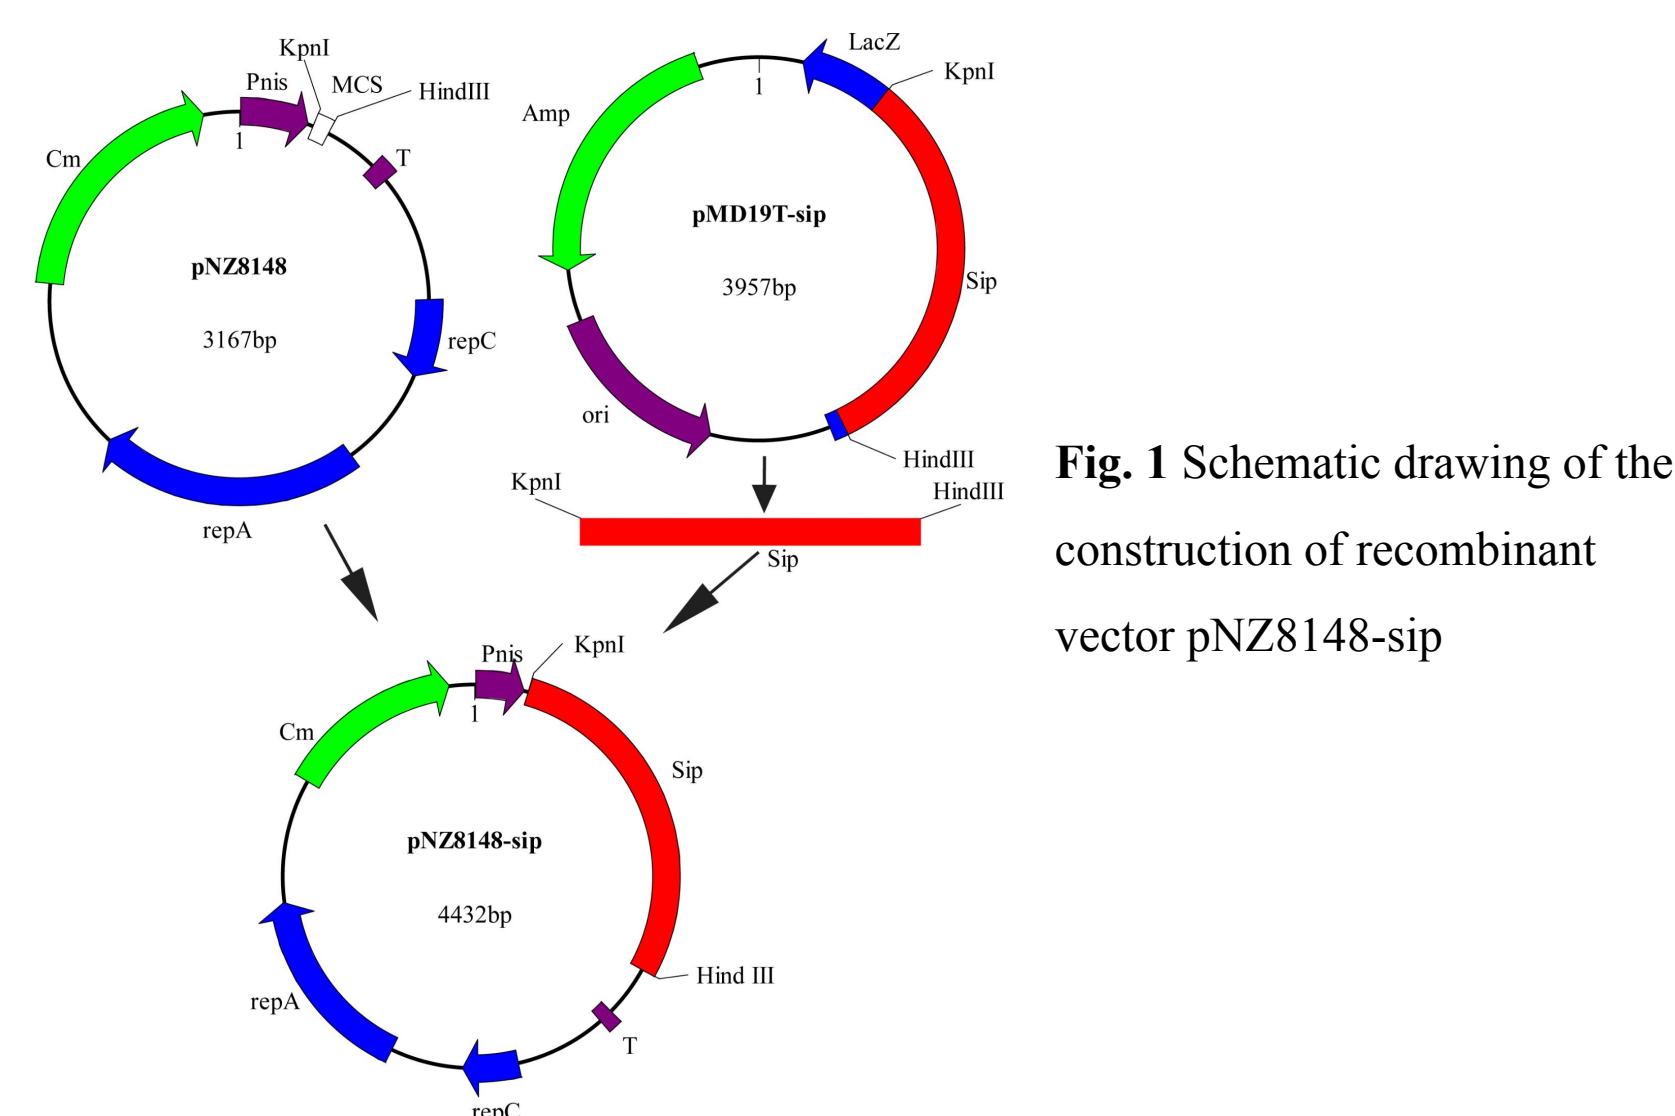 KpnI
Pnis
MCS
HindIII
1
T
Cm
pNZ8148
3167bp
repC
repA
LacZ
KpnI
1
Amp
pMD19T-sip
3957bp
Sip
ori
HindIII
KpnI
HindIII
Sip
Pnis
KpnI
1
Cm
Sip
pNZ8148-sip
4432bp
Hind III
repA
T
repC
Fig. 1 Schematic drawing of the
construction of recombinant
vector pNZ8148-sip